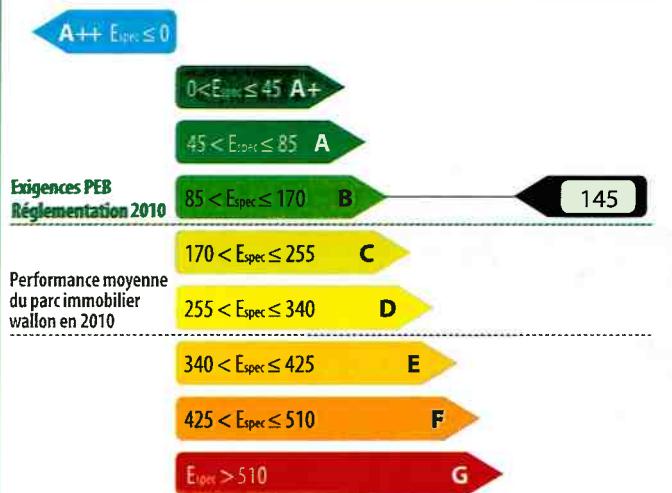 A++ Espec ≤ 0
0 < Espec ≤ 45 A+
45 < Espec ≤ 85 A
Exigences PEB
Réglementation 2010
85 < Espec ≤ 170 B
145
170 < Espec ≤ 255 C
Performance moyenne
du parc immobilier
wallon en 2010
255 < Espec ≤ 340 D
340 < Espec ≤ 425 E
425 < Espec ≤ 510 F
Espec > 510 G